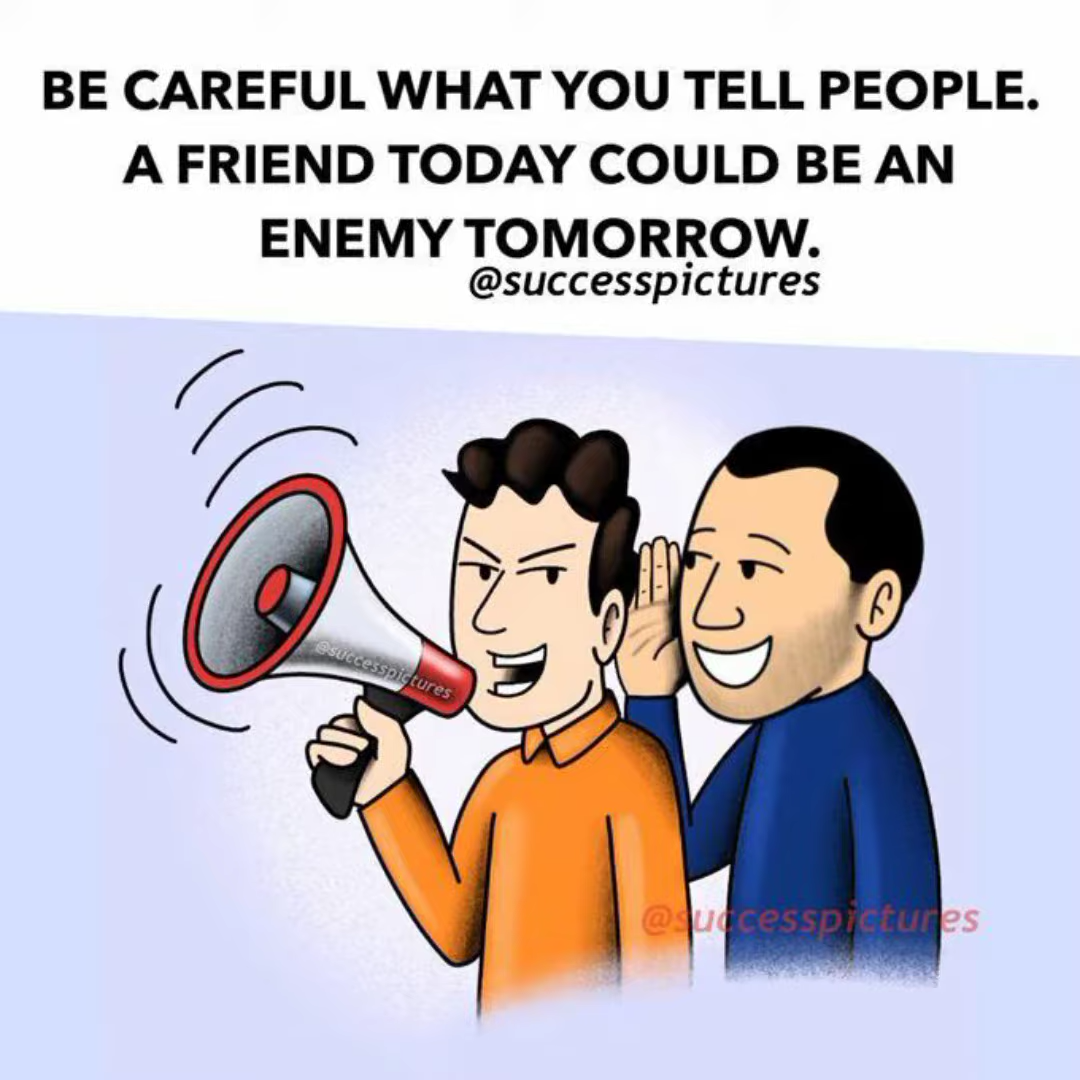 BE CAREFUL WHAT YOU TELL PEOPLE.
A FRIEND TODAY COULD BE AN
ENEMY TOMORROW.
@successpictures
@successpictures
@successpictures